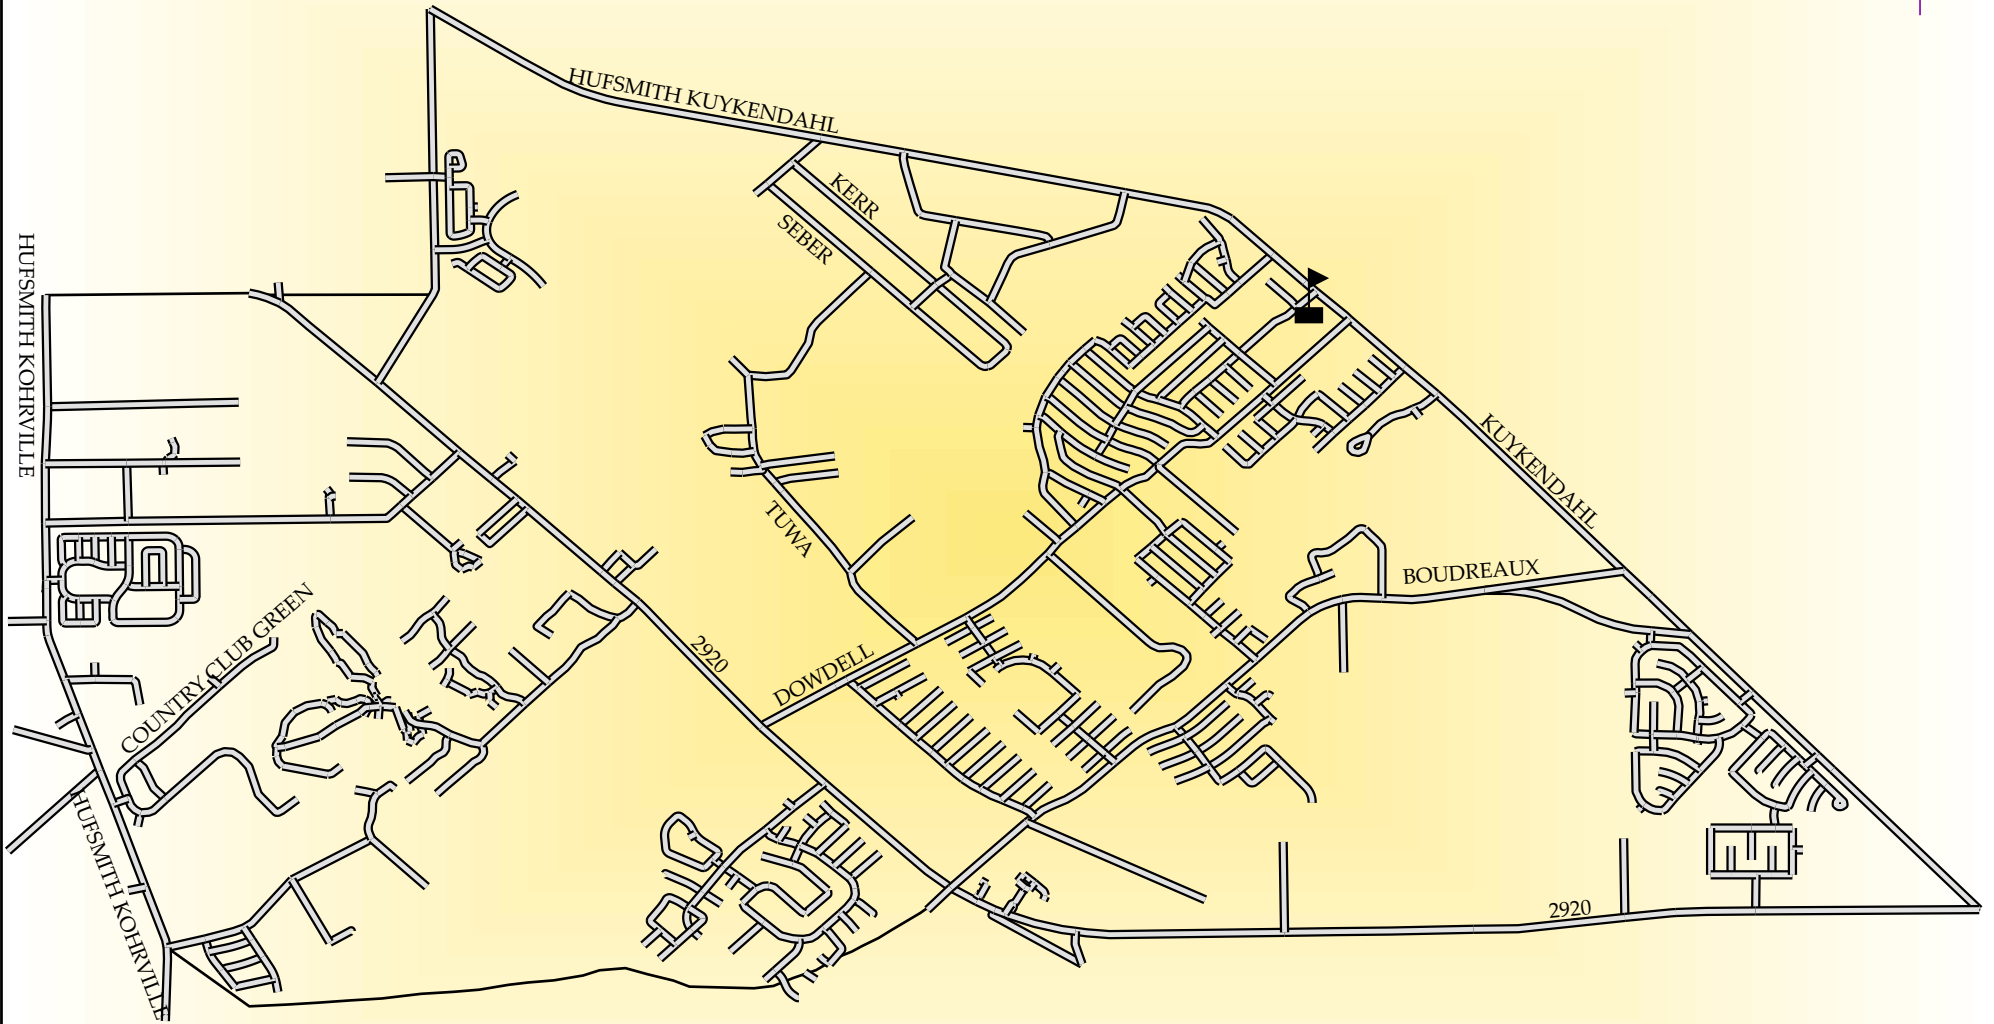 HUFSMITH KUYKENDAHL
KERR
SEBER
HUFSMITH KOHRVILLE
KUYKENDAHL
TUWA
BOUDREAUX
COUNTRY CLUB GREEN
2920
DOWDELL
HUFSMITH KOHRVILLE
2920